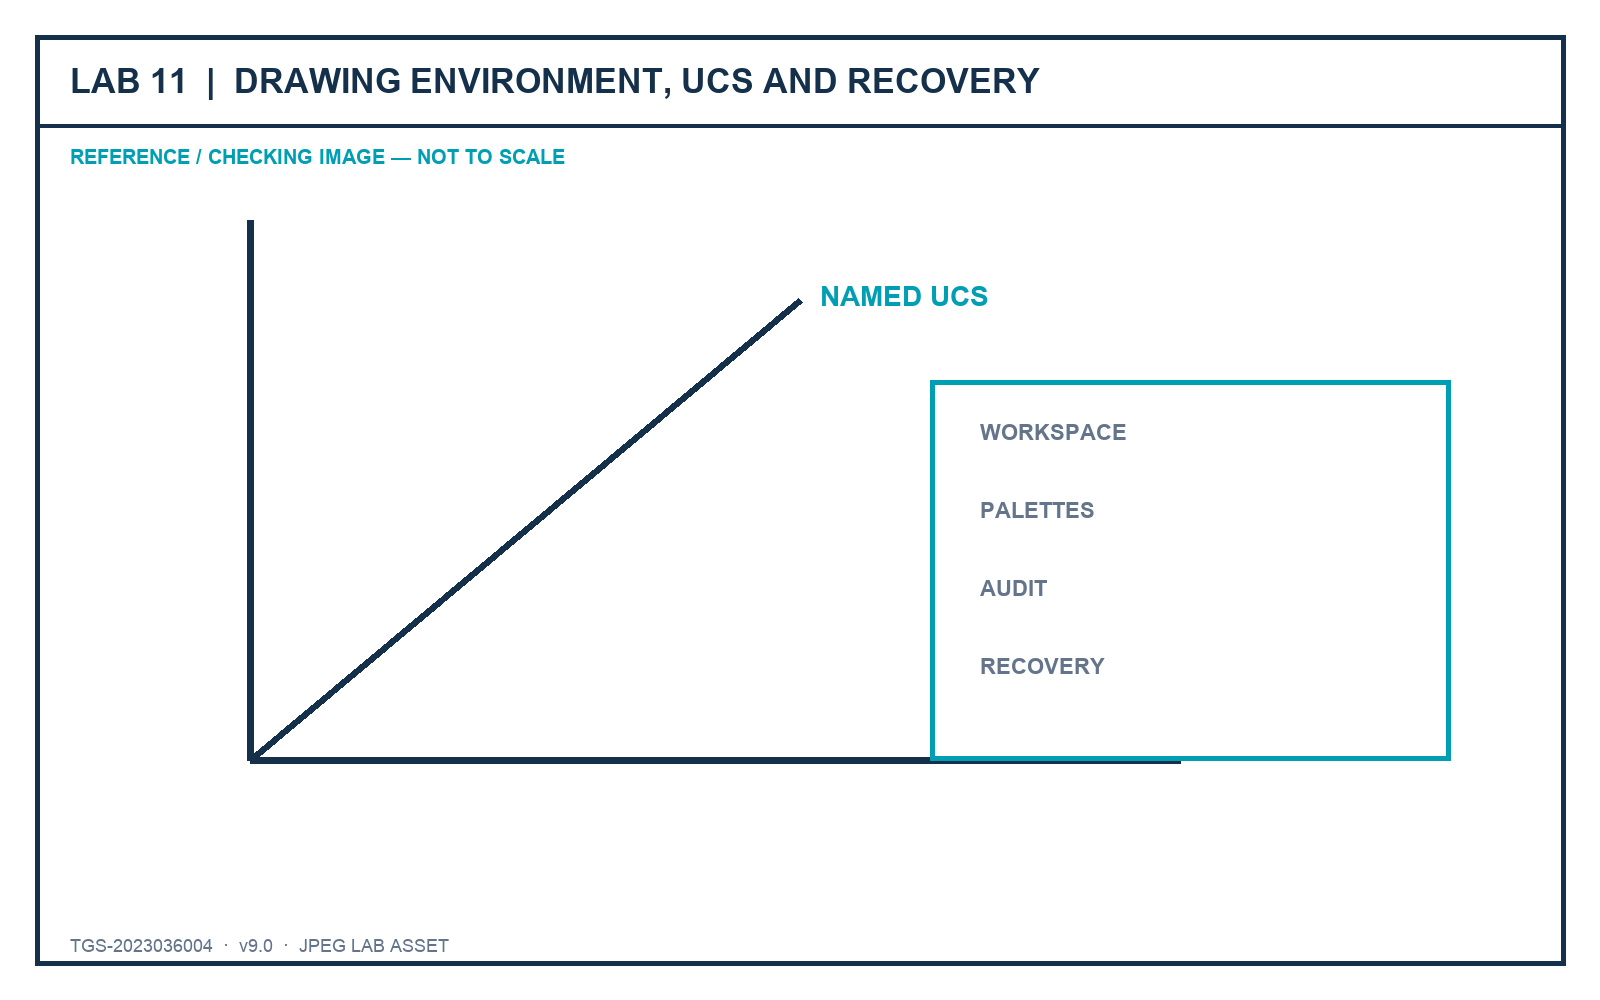 LAB 11 | DRAWING ENVIRONMENT, UCS AND RECOVERY
REFERENCE / CHECKING IMAGE — NOT TO SCALE
NAMED UCS
WORKSPACE
PALETTES
AUDIT
RECOVERY
TGS-2023036004 · v9.0 · JPEG LAB ASSET